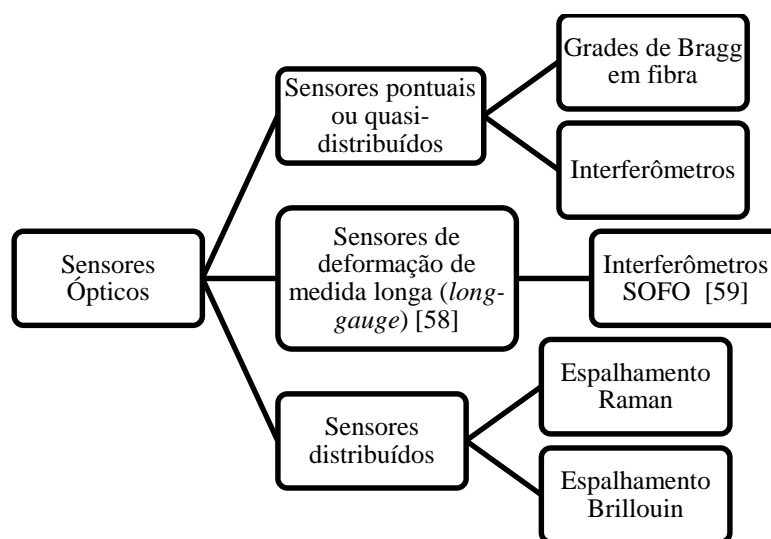 Grades de Bragg
em fibra
Sensores pontuais
ou quasi-
distribuídos
Interferômetros
Sensores
Ópticos
Sensores de
deformação de
medida longa (long-
gauge) [58]
Interferômetros
SOFO [59]
Espalhamento
Raman
Sensores
distribuídos
Espalhamento
Brillouin